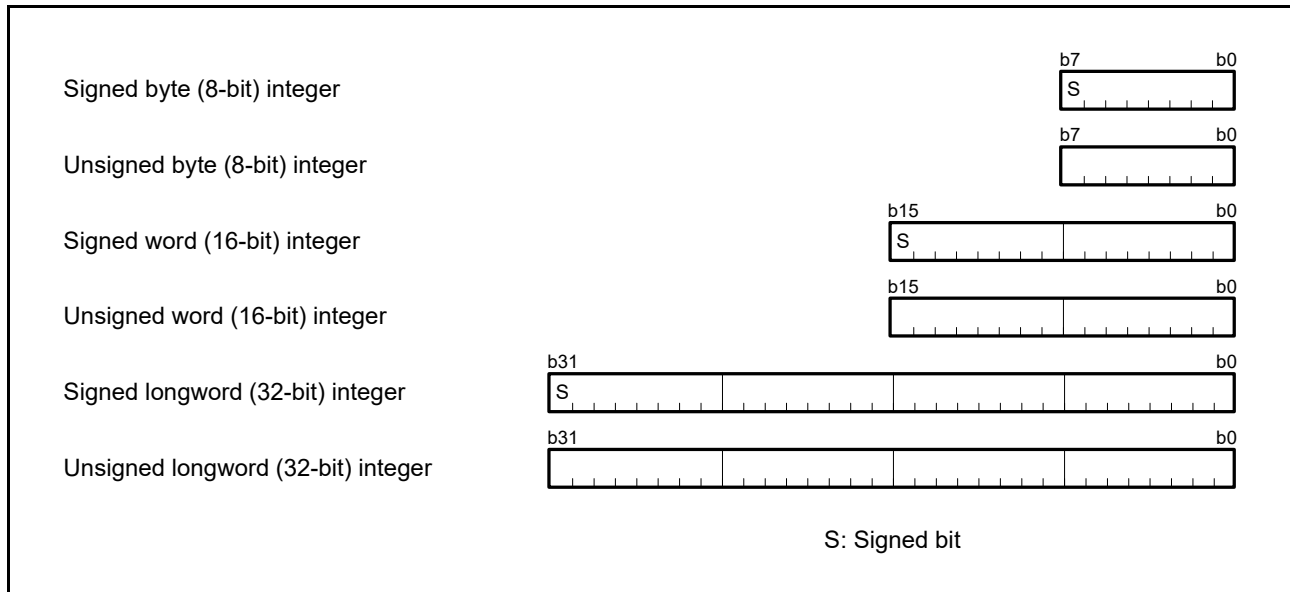 b7 b0
Signed byte (8-bit) integer
S
b7 b0
Unsigned byte (8-bit) integer
b15 b0
Signed word (16-bit) integer
S
b15 b0
Unsigned word (16-bit) integer
b31 b0
Signed longword (32-bit) integer
S
b31 b0
Unsigned longword (32-bit) integer
S: Signed bit